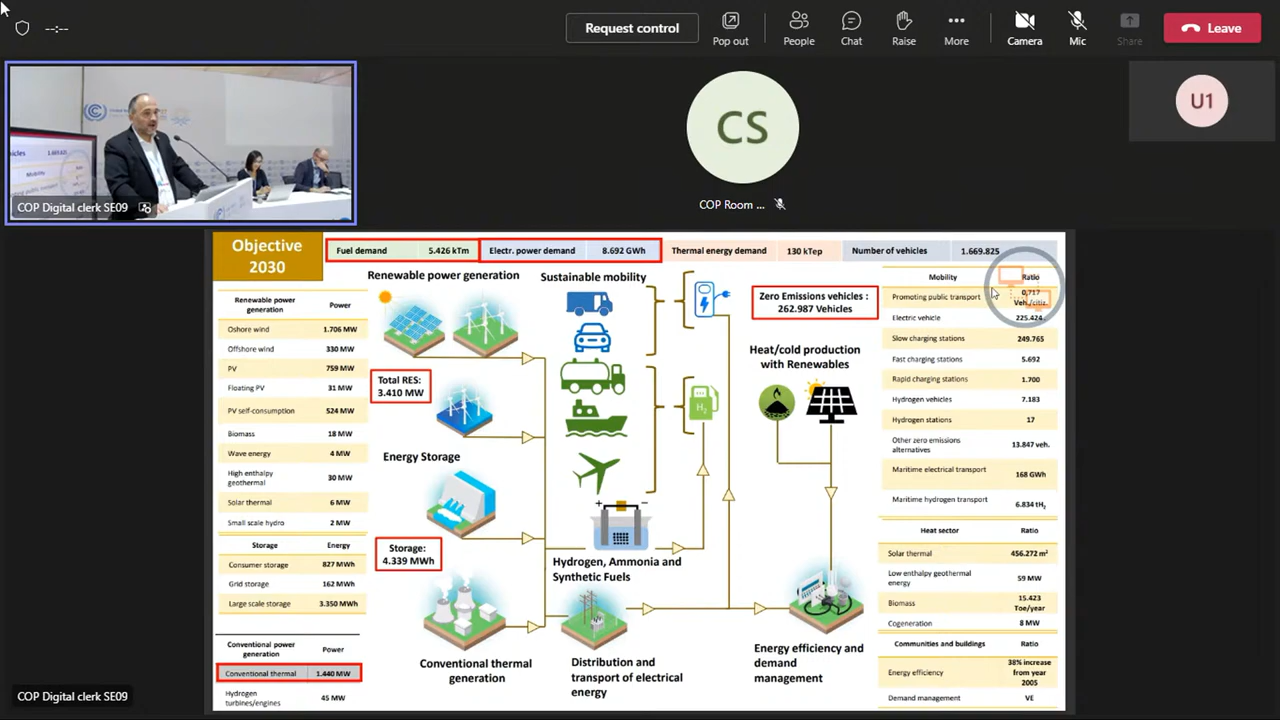 --:--
Request control
Pop out
People
Chat
Raise
More
Camera
Mic
Share
Leave
COP Digital clerk SE09
CS
COP Room ...
U1
Objective
2030
Fuel demand 5.426 kTm
Electr. power demand 8.692 GWh
Thermal energy demand 130 kTep
Number of vehicles 1.669.825
Renewable power
generation Power
Oshore wind 1.706 MW
Offshore wind 330 MW
PV 759 MW
Floating PV 31 MW
PV self-consumption 524 MW
Biomass 18 MW
Wave energy 4 MW
High enthalpy
geothermal 30 MW
Solar thermal 6 MW
Small scale hydro 2 MW
Storage Energy
Consumer storage 827 MWh
Grid storage 162 MWh
Large scale storage 3.350 MWh
Conventional power
generation Power
Conventional thermal 1.440 MW
Hydrogen
turbines/engines 45 MW
Renewable power generation
Total RES:
3.410 MW
Energy Storage
Storage:
4.339 MWh
Conventional thermal
generation
Sustainable mobility
H2
+ −
Hydrogen, Ammonia and
Synthetic Fuels
Distribution and
transport of electrical
energy
Zero Emissions vehicles :
262.987 Vehicles
Heat/cold production
with Renewables
Energy efficiency and
demand
management
Mobility Ratio
Promoting public transport 0,717
Electric vehicle 225.424
Slow charging stations 249.765
Fast charging stations 5.692
Rapid charging stations 1.700
Hydrogen vehicles 7.183
Hydrogen stations 17
Other zero emissions
alternatives 13.847 veh.
Maritime electrical transport 168 GWh
Maritime hydrogen transport 6.834 tH2
Heat sector Ratio
Solar thermal 456.272 m²
Low enthalpy geothermal
energy 59 MW
Biomass 15.423
Toe/year
Cogeneration 8 MW
Communities and buildings Ratio
Energy efficiency 38% increase
from year
2005
Demand management VE
COP Digital clerk SE09